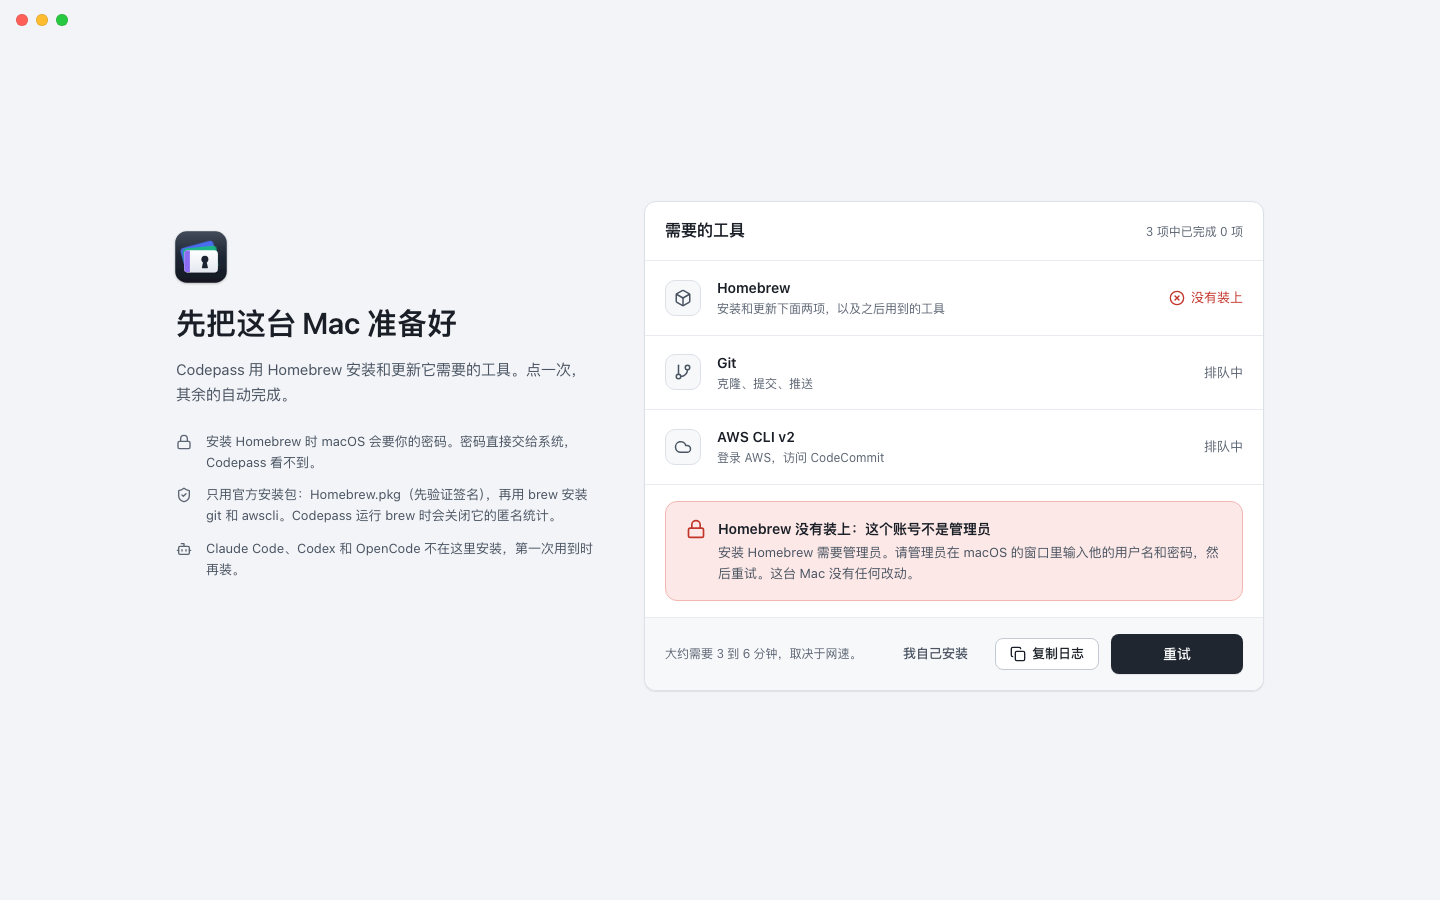 先把这台 Mac 准备好
Codepass 用 Homebrew 安装和更新它需要的工具。点一次，
其余的自动完成。
安装 Homebrew 时 macOS 会要你的密码。密码直接交给系统，
Codepass 看不到。
只用官方安装包：Homebrew.pkg（先验证签名），再用 brew 安装
git 和 awscli。Codepass 运行 brew 时会关闭它的匿名统计。
Claude Code、Codex 和 OpenCode 不在这里安装，第一次用到时
再装。
需要的工具
3 项中已完成 0 项
Homebrew
安装和更新下面两项，以及之后用到的工具
没有装上
Git
克隆、提交、推送
排队中
AWS CLI v2
登录 AWS，访问 CodeCommit
排队中
Homebrew 没有装上：这个账号不是管理员
安装 Homebrew 需要管理员。请管理员在 macOS 的窗口里输入他的用户名和密码，然
后重试。这台 Mac 没有任何改动。
大约需要 3 到 6 分钟，取决于网速。
我自己安装
复制日志
重试